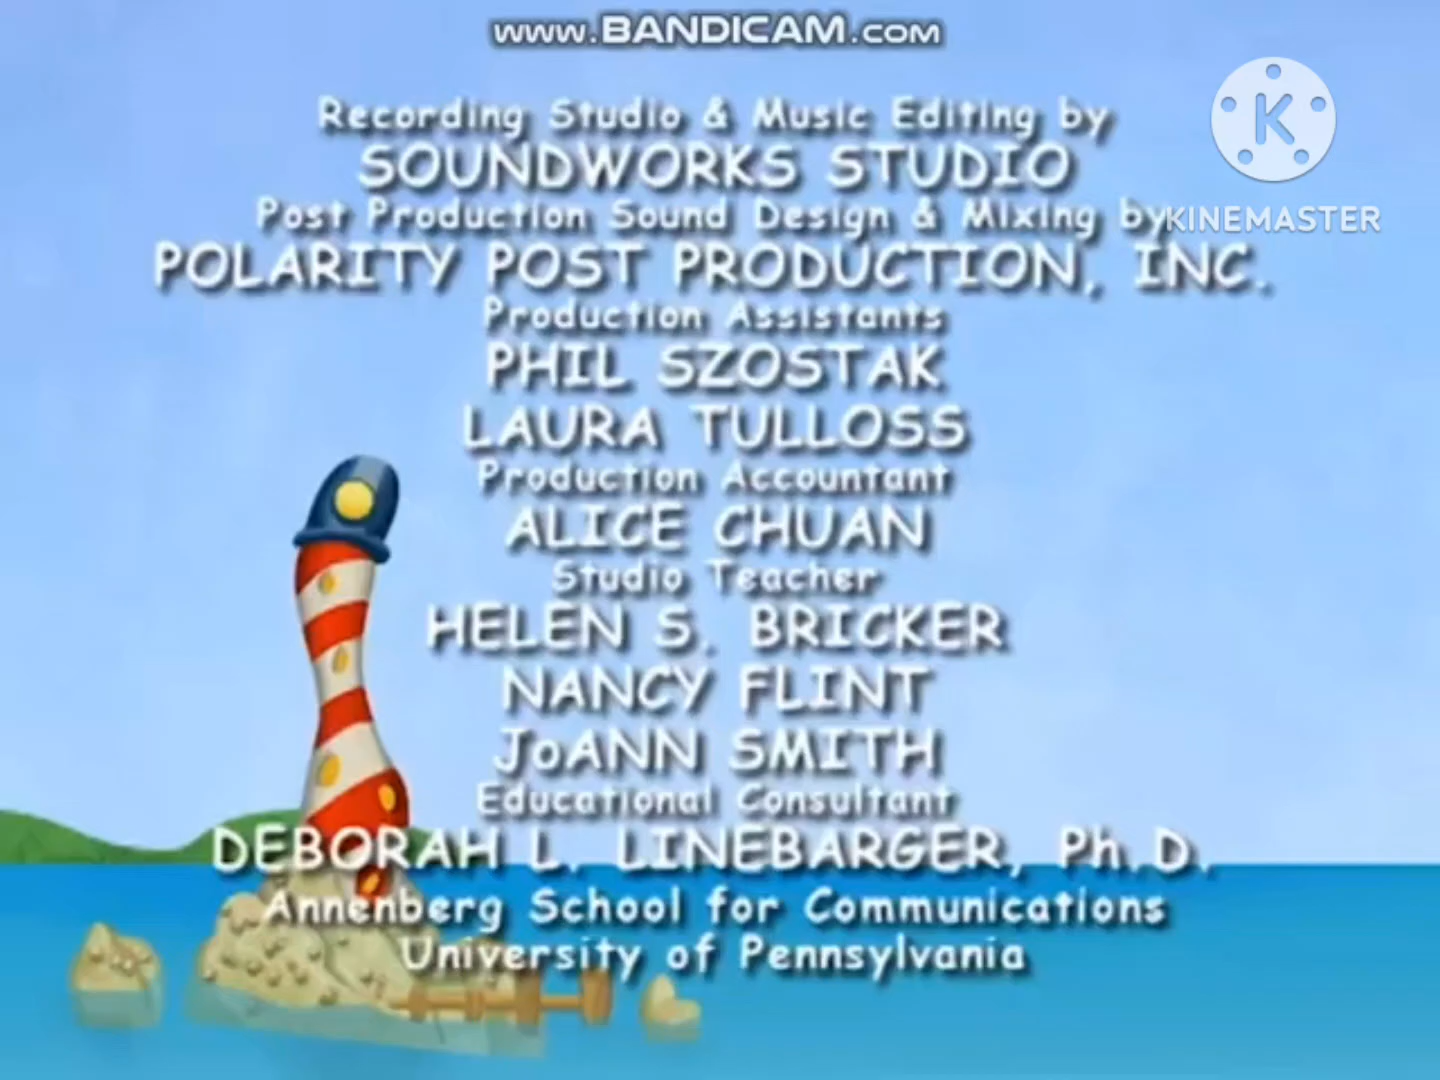 www.BANDICAM.com
K
KINEMASTER
Recording Studio & Music Editing by
SOUNDWORKS STUDIO
Post Production Sound Design & Mixing by
POLARITY POST PRODUCTION, INC.
Production Assistants
PHIL SZOSTAK
LAURA TULLOSS
Production Accountant
ALICE CHUAN
Studio Teacher
HELEN S. BRICKER
NANCY FLINT
JoANN SMITH
Educational Consultant
DEBORAH L. LINEBARGER, Ph.D.
Annenberg School for Communications
University of Pennsylvania